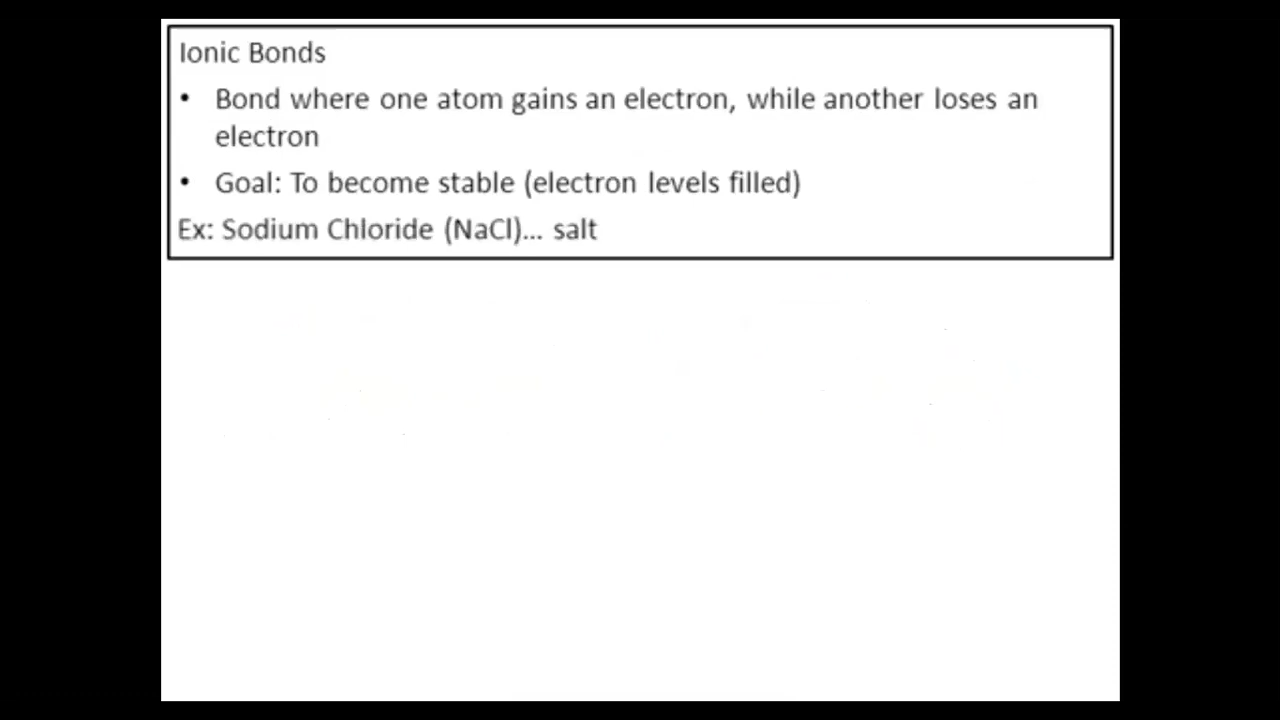 Ionic Bonds
• Bond where one atom gains an electron, while another loses an
electron
• Goal: To become stable (electron levels filled)
Ex: Sodium Chloride (NaCl)... salt